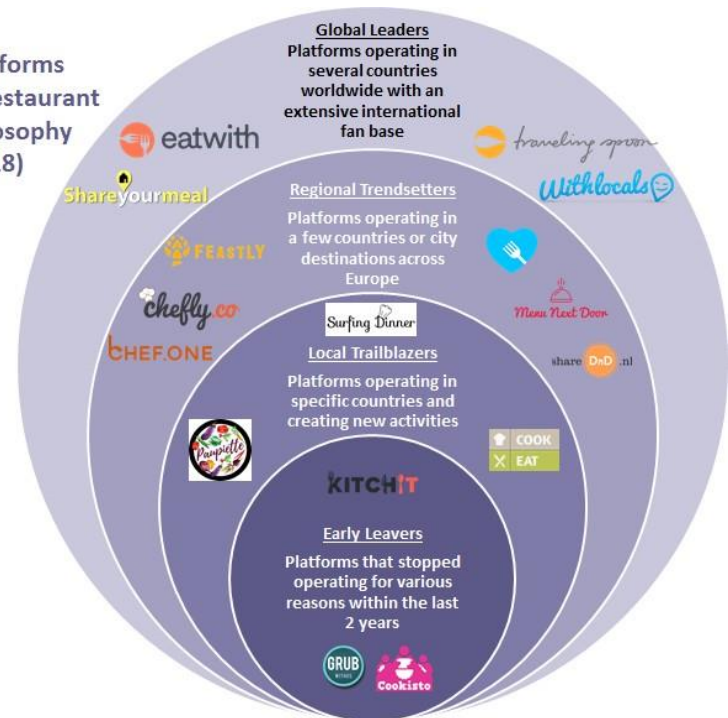 forms
estaurant
osophy
.8)
Global Leaders
Platforms operating in
several countries
worldwide with an
extensive international
fan base
eatwith
traveling spoon
Shareyourmeal
Withlocals
Regional Trendsetters
Platforms operating in
a few countries or city
destinations across
Europe
FEASTLY
chefly.co
Menu Next Door
CHEF.ONE
share DnD .nl
Surfing Dinner
Local Trailblazers
Platforms operating in
specific countries and
creating new activities
Paupiette
COOK
EAT
KITCHIT
Early Leavers
Platforms that stopped
operating for various
reasons within the last
2 years
GRUB
Cookisto